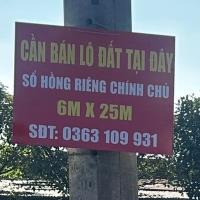 CẦN BÁN LÔ ĐẤT TẠI ĐÂY
SỔ HỒNG RIÊNG CHÍNH CHỦ
6M X 25M
SĐT: 0363 109 931